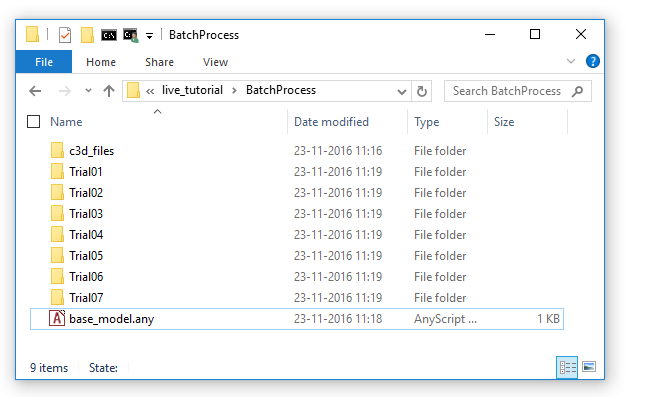 BatchProcess
File Home Share View
« live_tutorial > BatchProcess Search BatchProcess
Name Date modified Type Size
c3d_files 23-11-2016 11:16 File folder
Trial01 23-11-2016 11:19 File folder
Trial02 23-11-2016 11:19 File folder
Trial03 23-11-2016 11:19 File folder
Trial04 23-11-2016 11:19 File folder
Trial05 23-11-2016 11:19 File folder
Trial06 23-11-2016 11:19 File folder
Trial07 23-11-2016 11:19 File folder
base_model.any 23-11-2016 11:18 AnyScript ... 1 KB
9 items State: